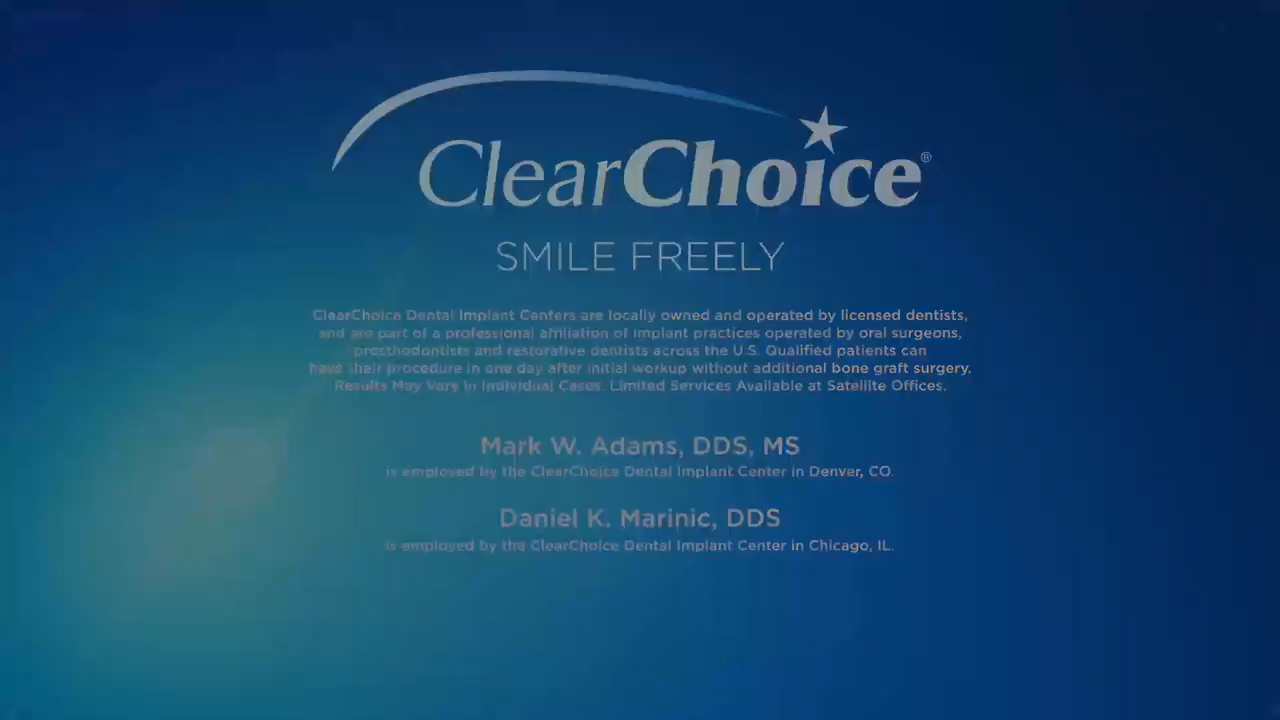 ClearChoice®
SMILE FREELY
ClearChoice Dental Implant Centers are locally owned and operated by licensed dentists,
and are part of a professional affiliation of implant practices operated by oral surgeons,
prosthodontists and restorative dentists across the U.S. Qualified patients can
have their procedure in one day after initial workup without additional bone graft surgery.
Results May Vary in Individual Cases. Limited Services Available at Satellite Offices.
Mark W. Adams, DDS, MS
is employed by the ClearChoice Dental Implant Center in Denver, CO.
Daniel K. Marinic, DDS
is employed by the ClearChoice Dental Implant Center in Chicago, IL.